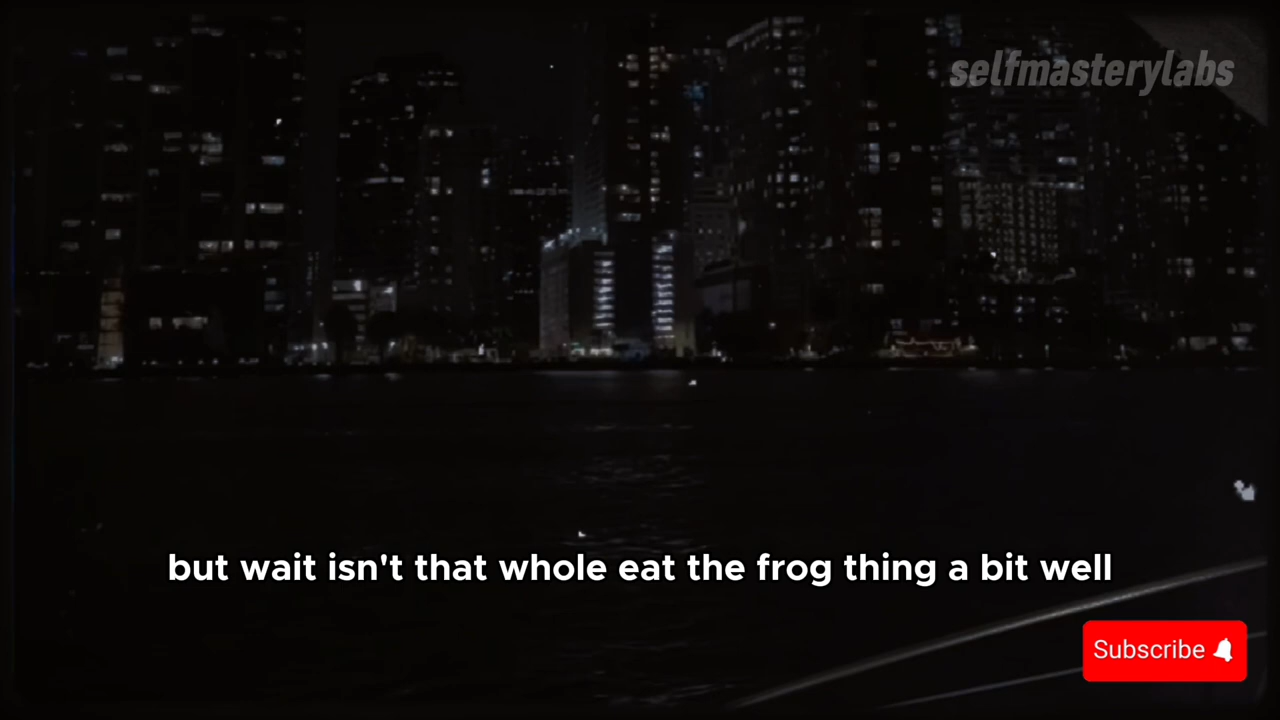 selfmasterylabs
but wait isn't that whole eat the frog thing a bit well
Subscribe